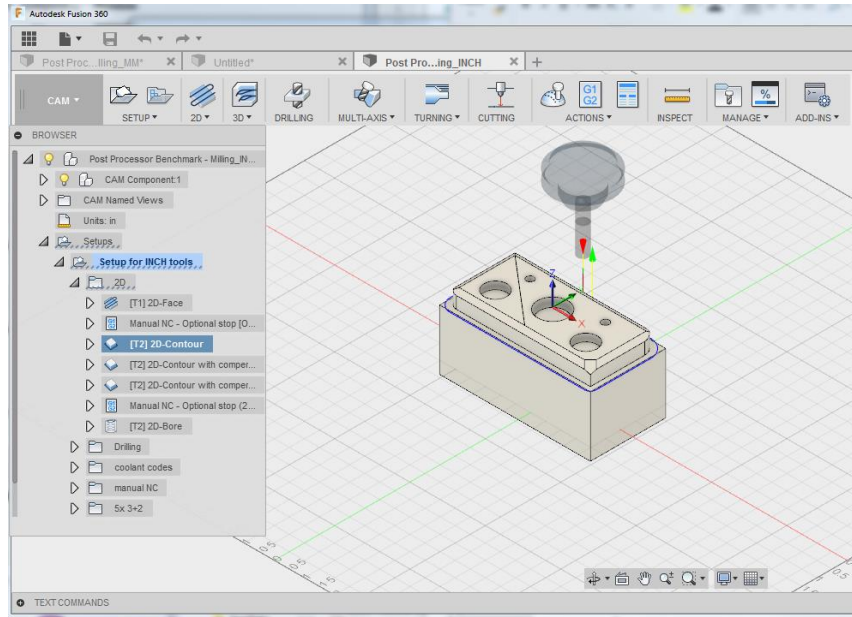 Autodesk Fusion 360
Post Proc...lling_MM*
Untitled*
Post Pro...ing_INCH
CAM
SETUP
2D
3D
DRILLING
MULTI-AXIS
TURNING
CUTTING
G1
G2
ACTIONS
INSPECT
%
MANAGE
ADD-INS
BROWSER
Post Processor Benchmark - Milling_IN...
CAM Component:1
CAM Named Views
Units: in
Setups
Setup for INCH tools
2D
[T1] 2D-Face
Manual NC - Optional stop [O...
[T2] 2D-Contour
[T2] 2D-Contour with comper...
[T2] 2D-Contour with comper...
Manual NC - Optional stop (2...
[T2] 2D-Bore
Drilling
coolant codes
manual NC
5x 3+2
Z
X
TEXT COMMANDS